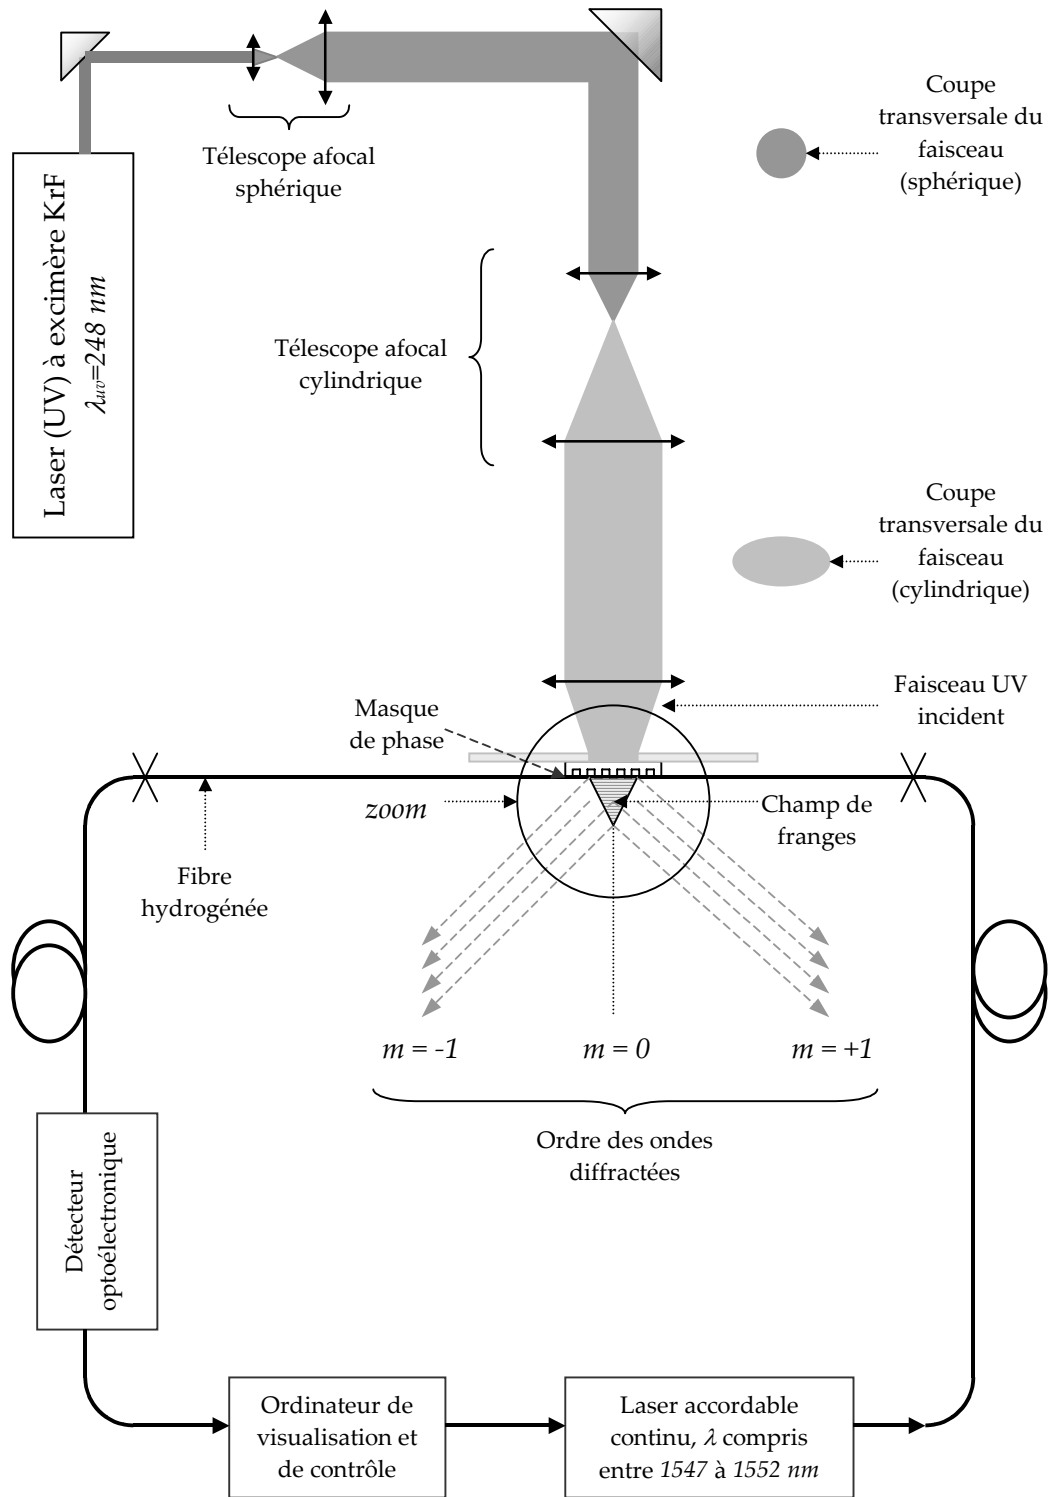 Coupe
transversale du
faisceau
(sphérique)
Télescope afocal
sphérique
Laser (UV) à excimère KrF
λuv=248 nm
Télescope afocal
cylindrique
Coupe
transversale du
faisceau
(cylindrique)
Faisceau UV
incident
Masque
de phase
zoom
Champ de
franges
Fibre
hydrogénée
m = -1
m = 0
m = +1
Ordre des ondes
diffractées
Détecteur
optoélectronique
Ordinateur de
visualisation et
de contrôle
Laser accordable
continu, λ compris
entre 1547 à 1552 nm